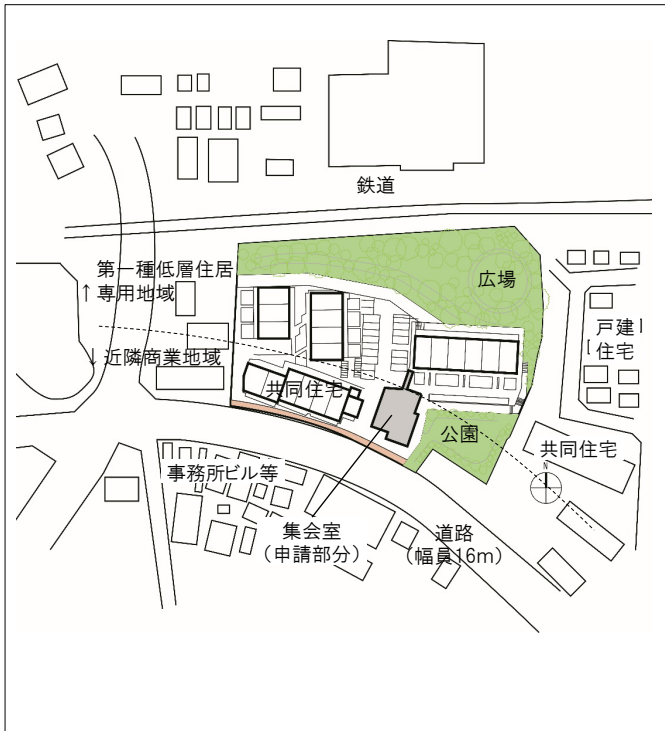 鉄道
第一種低層住居
↑ 専用地域
広場
戸建
住宅
↓ 近隣商業地域
共同住宅
公園
共同住宅
N
事務所ビル等
集会室
（申請部分）
道路
（幅員16m）